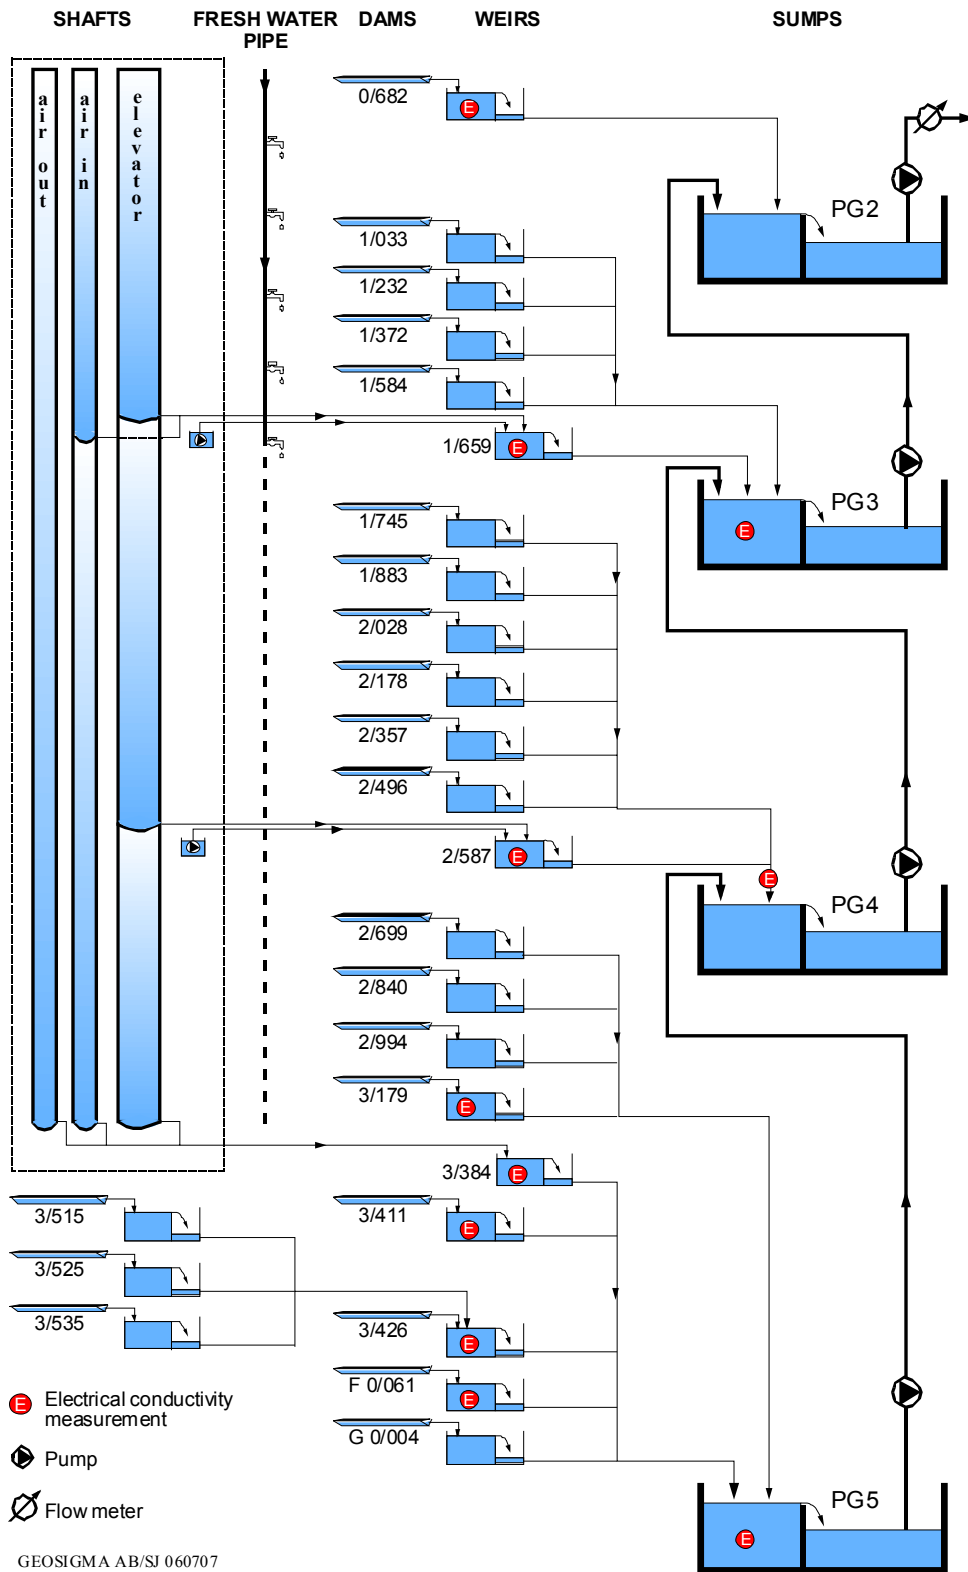 SHAFTS
FRESH WATER
PIPE
DAMS
WEIRS
SUMPS
air out
air in
elevator
0/682
E
PG2
1/033
1/232
1/372
1/584
1/659
E
PG3
E
1/745
1/883
2/028
2/178
2/357
2/496
2/587
E
E
PG4
2/699
2/840
2/994
3/179
E
3/384
E
3/515
3/411
E
3/525
3/535
3/426
E
F 0/061
E
G 0/004
PG5
E
E Electrical conductivity
measurement
Pump
Flow meter
GEOSIGMA AB/SJ 060707